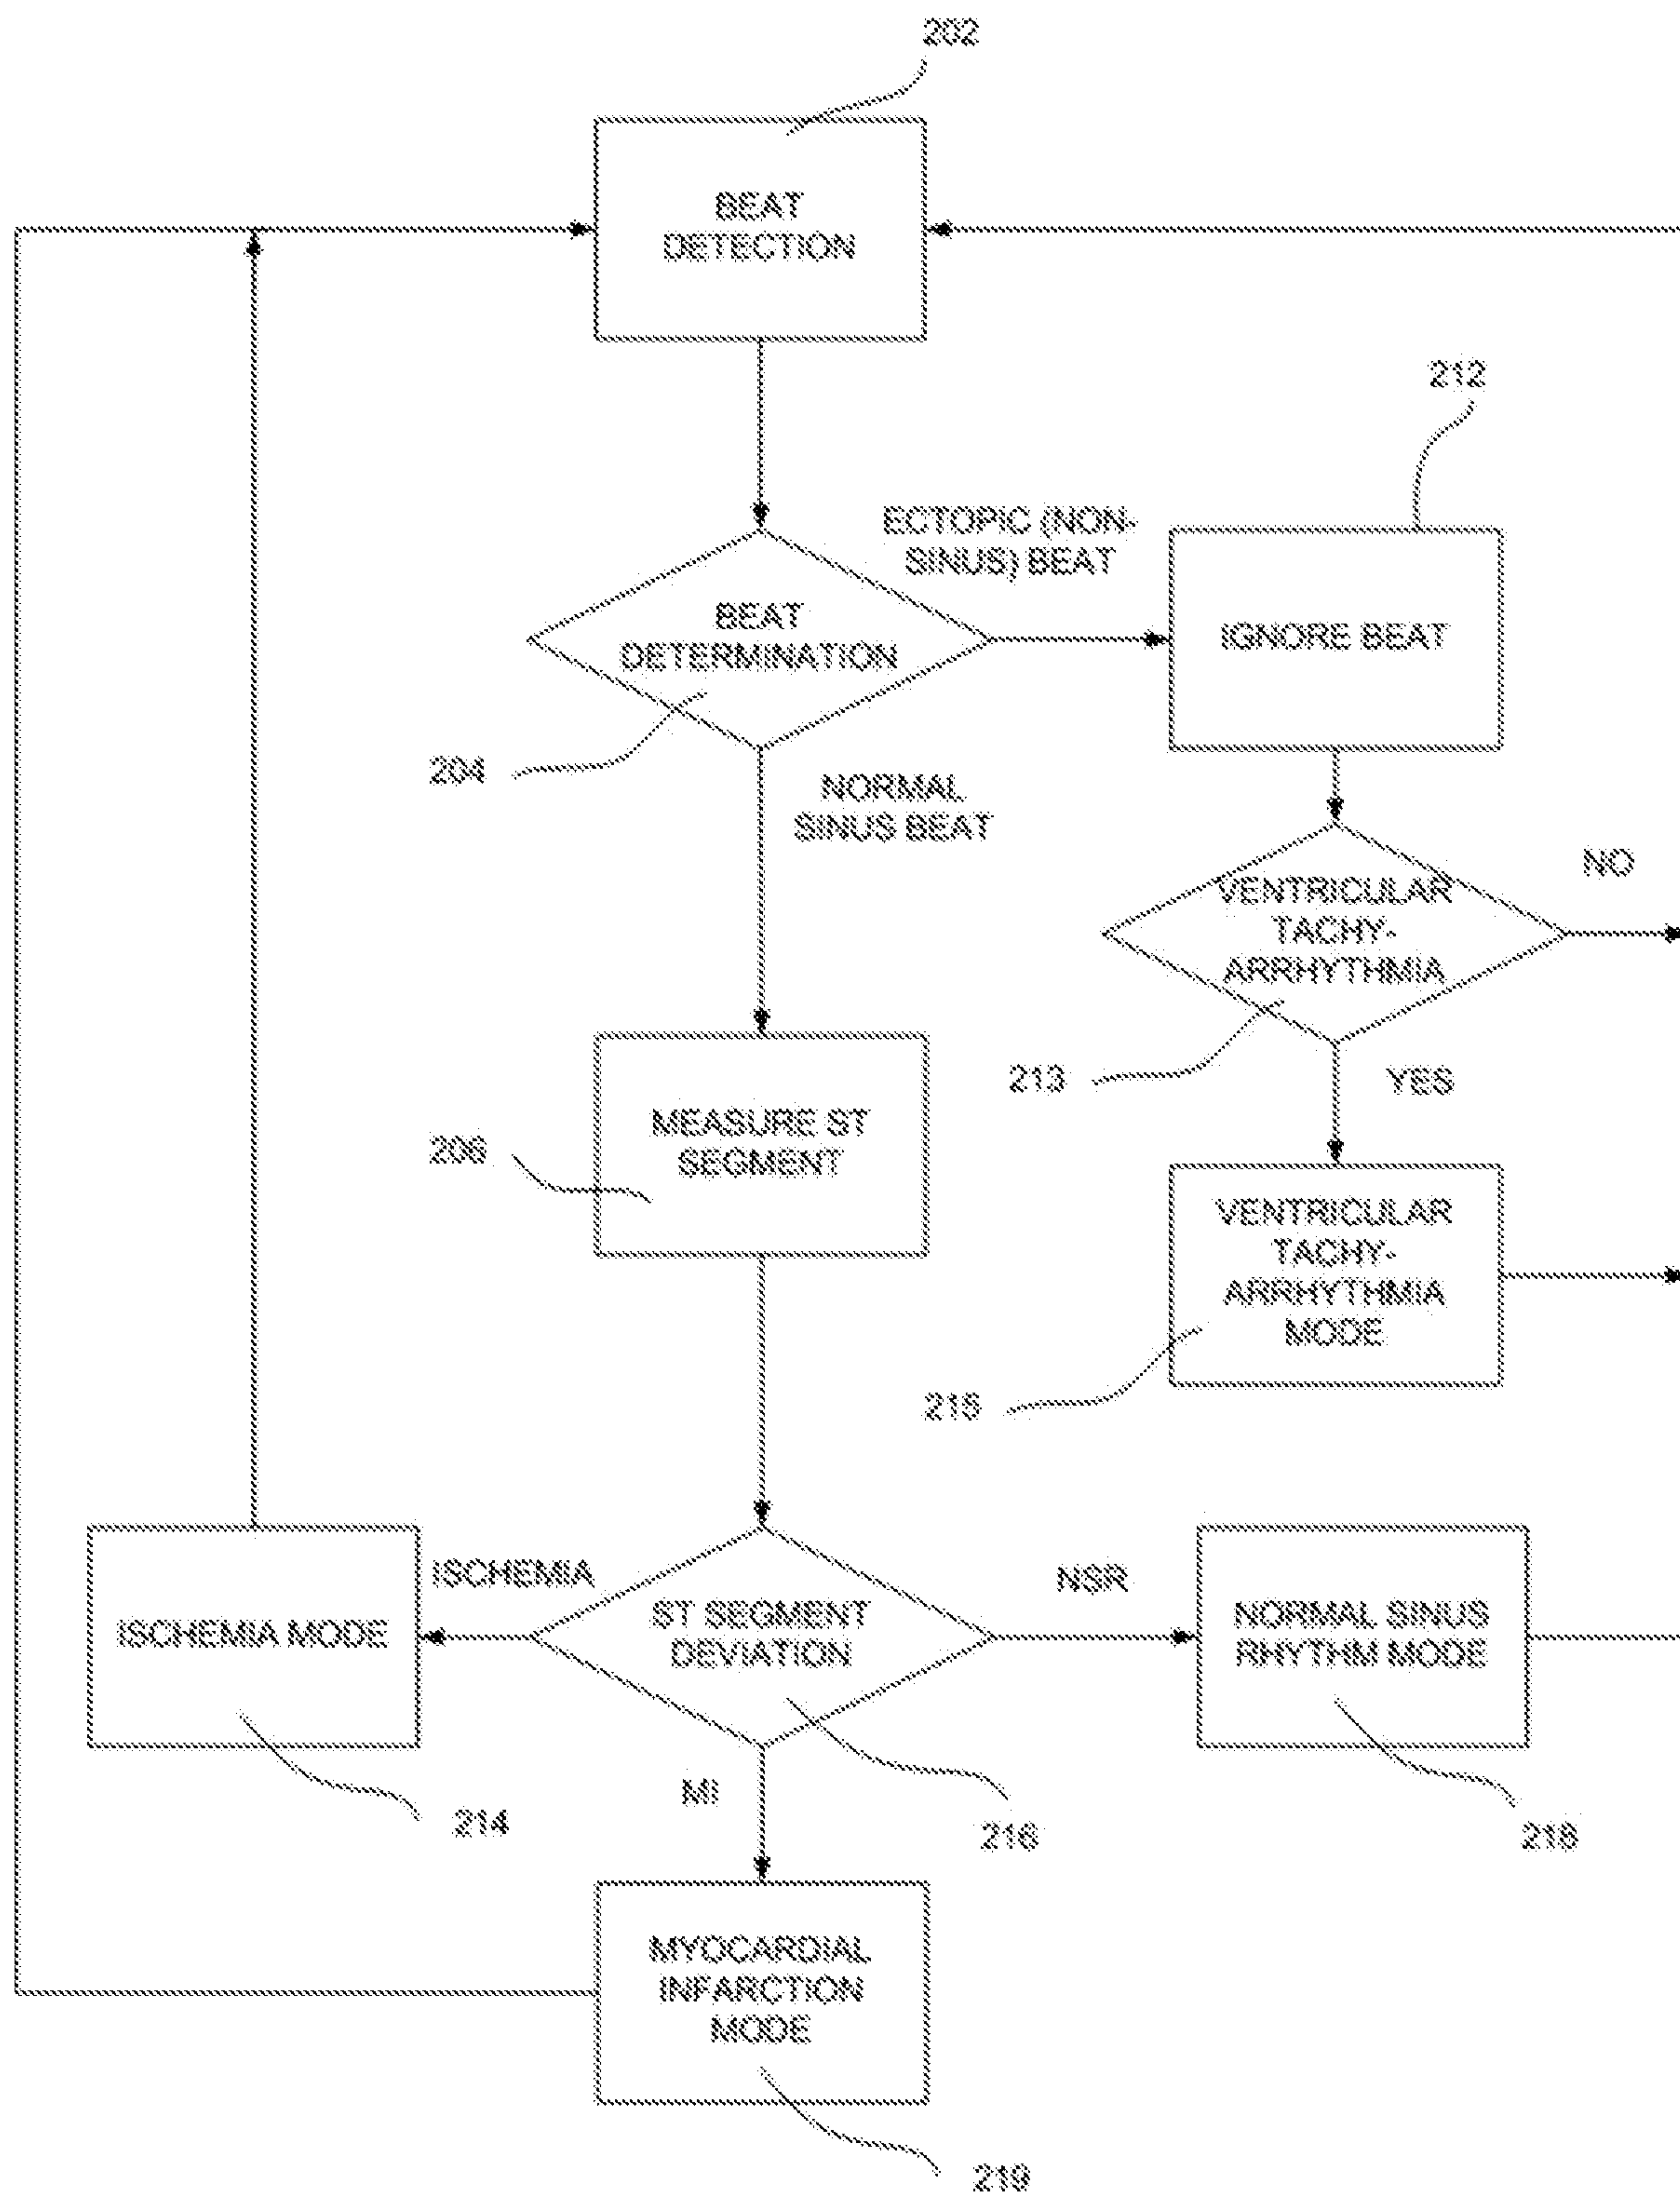 202
BEAT
DETECTION
212
ECTOPIC (NON-
SINUS) BEAT
BEAT
DETERMINATION
IGNORE BEAT
204
NORMAL
SINUS BEAT
NO
VENTRICULAR
TACHY-
ARRHYTHMIA
213
YES
MEASURE ST
SEGMENT
206
VENTRICULAR
TACHY-
ARRHYTHMIA
MODE
215
ISCHEMIA
NSR
ISCHEMIA MODE
ST SEGMENT
DEVIATION
NORMAL SINUS
RHYTHM MODE
MI
214
216
218
MYOCARDIAL
INFARCTION
MODE
219